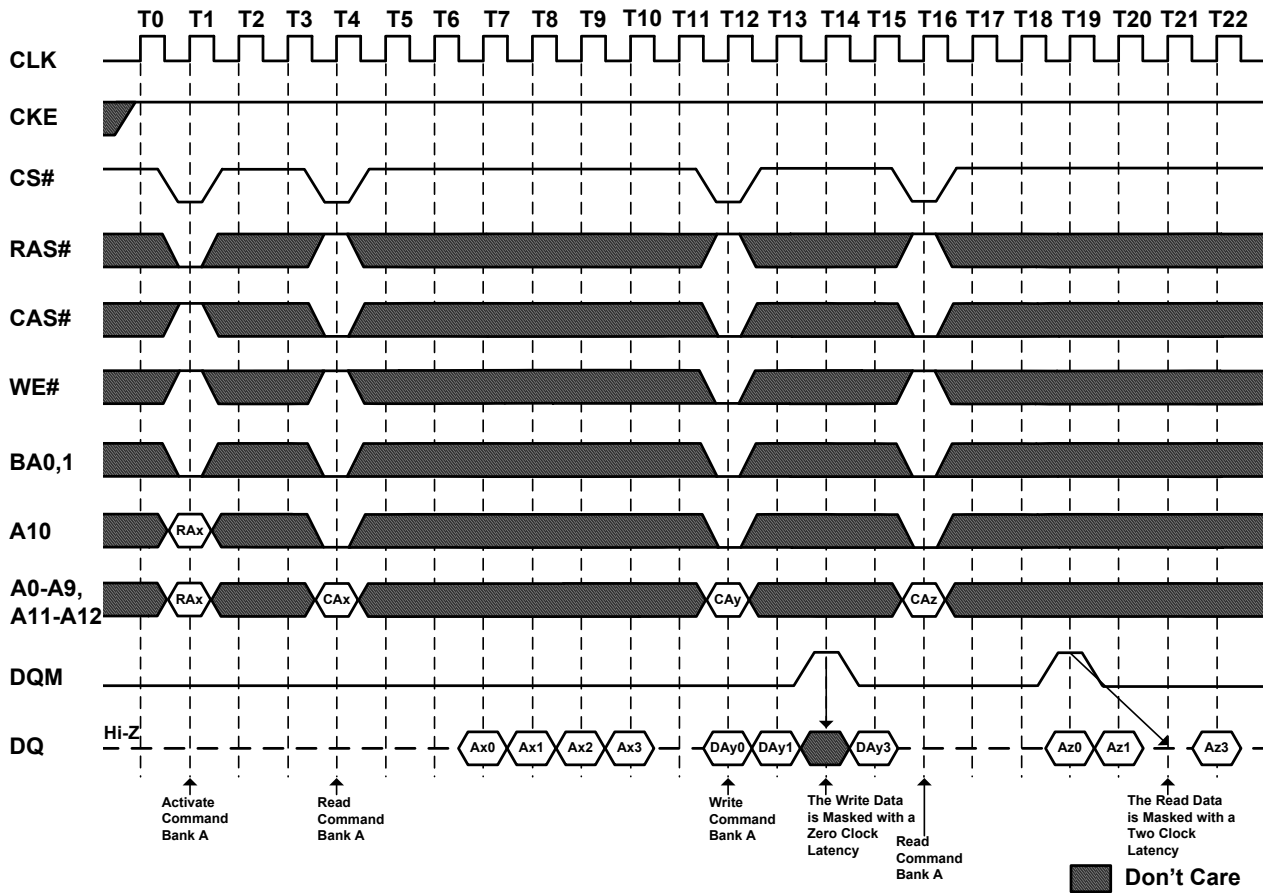 T0 T1 T2 T3 T4 T5 T6 T7 T8 T9 T10 T11 T12 T13 T14 T15 T16 T17 T18 T19 T20 T21 T22
CLK
CKE
CS#
RAS#
CAS#
WE#
BA0,1
A10 RAx
A0-A9, RAx CAx CAy CAz
A11-A12
DQM
Hi-Z
DQ Ax0 Ax1 Ax2 Ax3 DAy0 DAy1 DAy3 Az0 Az1 Az3
Activate
Command
Bank A
Read
Command
Bank A
Write
Command
Bank A
The Write Data
is Masked with a
Zero Clock
Latency
Read
Command
Bank A
The Read Data
is Masked with a
Two Clock
Latency
Don't Care